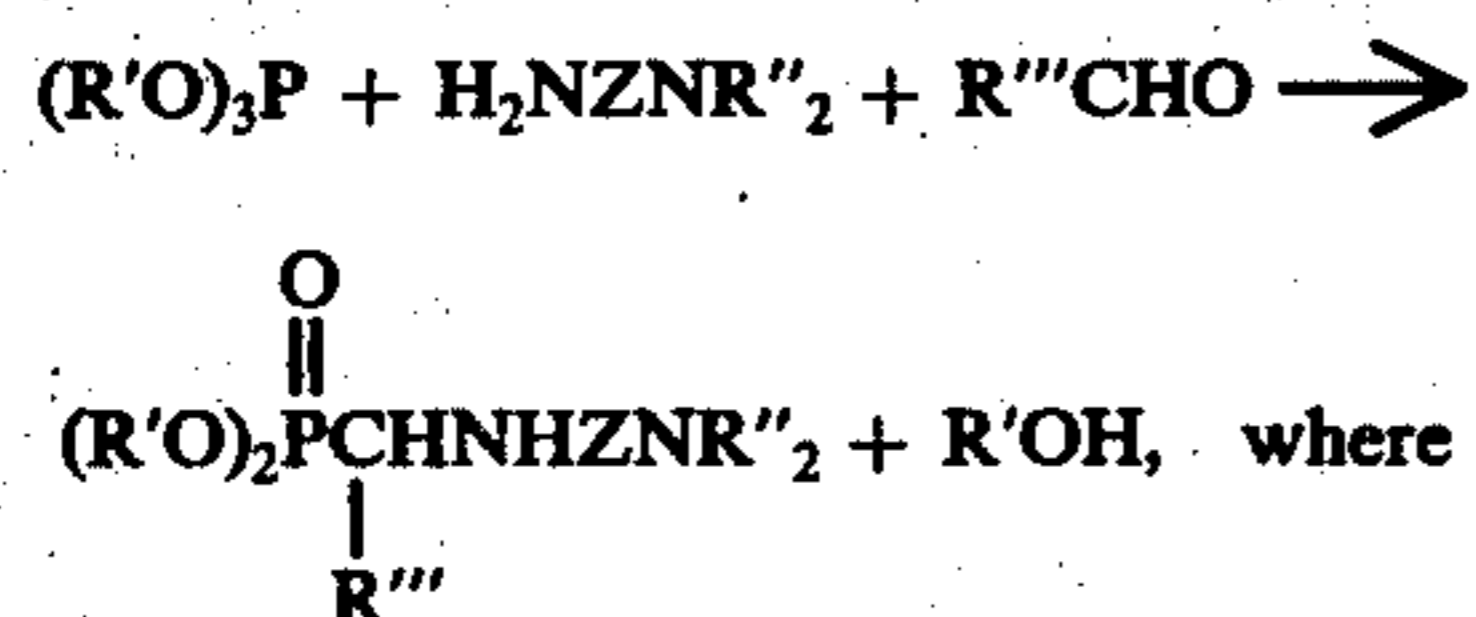 (R'O)₃P + H₂NZNR"₂ + R'''CHO ⟶
O
||
(R'O)₂PCHNHZNR"₂ + R'OH, where
|
R'''